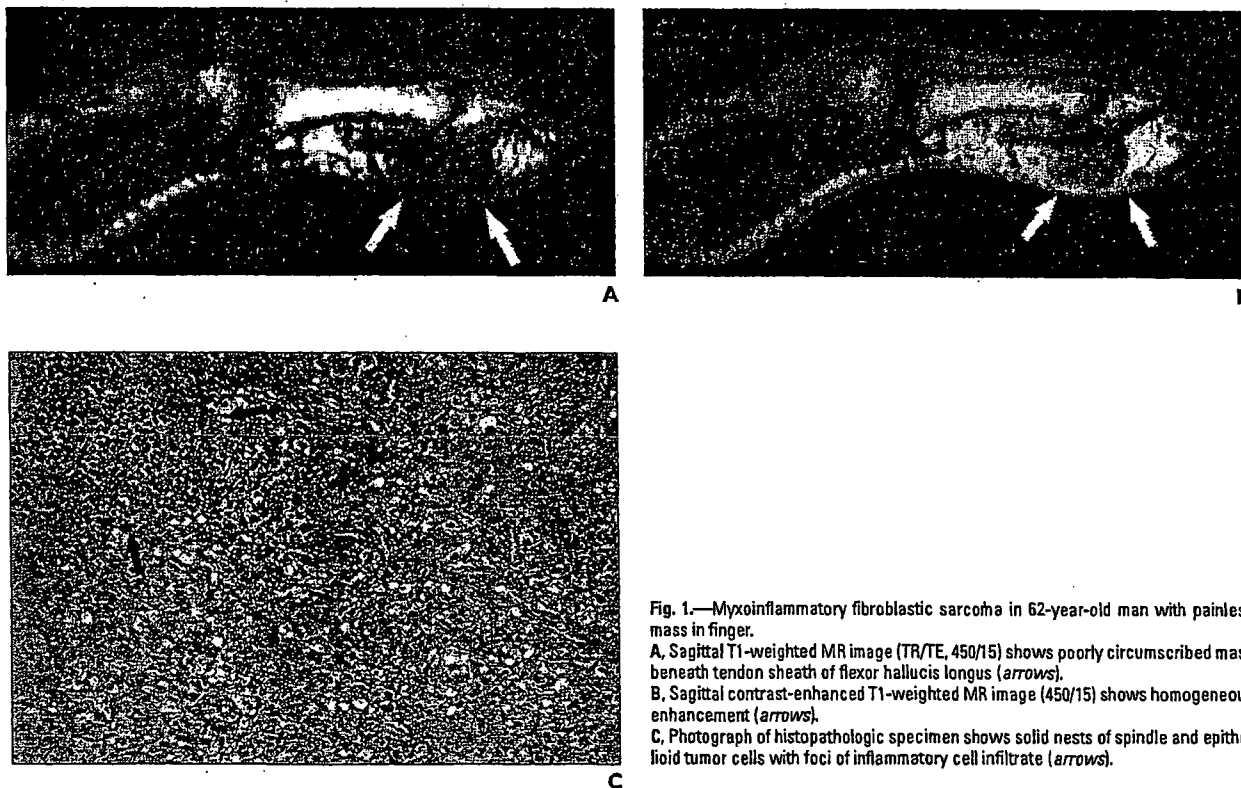 A
C
Fig. 1.—Myxoinflammatory fibroblastic sarcoma in 62-year-old man with painles
mass in finger.
A, Sagittal T1-weighted MR image (TR/TE, 450/15) shows poorly circumscribed mas
beneath tendon sheath of flexor hallucis longus (arrows).
B, Sagittal contrast-enhanced T1-weighted MR image (450/15) shows homogeneou
enhancement (arrows).
C, Photograph of histopathologic specimen shows solid nests of spindle and epithe
lioid tumor cells with foci of inflammatory cell infiltrate (arrows).